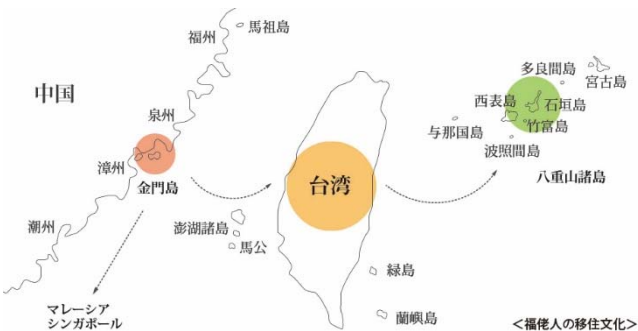 福州
馬祖島
中国
泉州
漳州
金門島
潮州
マレーシア
シンガポール
澎湖諸島
馬公
台湾
緑島
蘭嶼島
多良間島
宮古島
西表島
石垣島
竹富島
与那国島
波照間島
八重山諸島
＜福佬人の移住文化＞